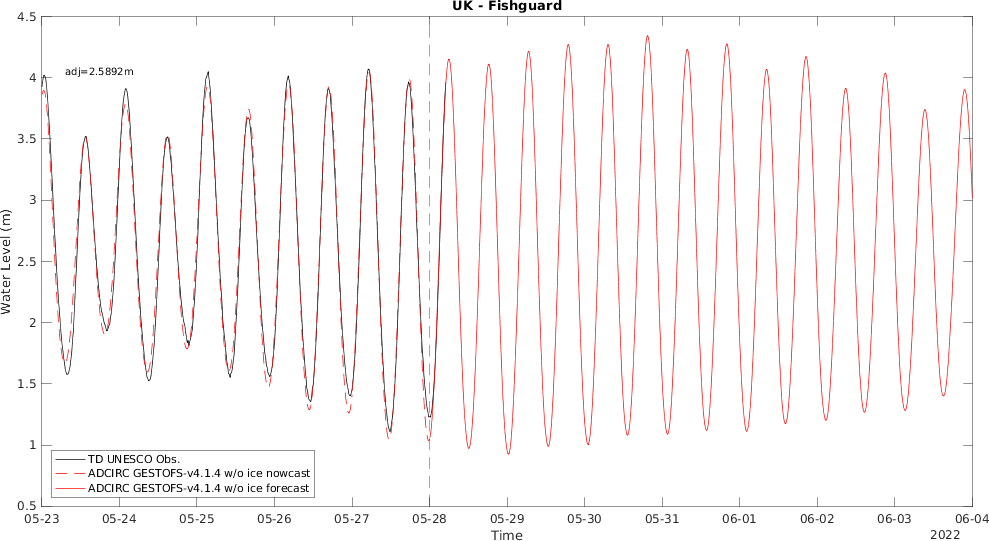 UK - Fishguard
adj=2.5892m
4.5
4
3.5
3
2.5
2
1.5
1
0.5
Water Level (m)
TD UNESCO Obs.
ADCIRC GESTOFS-v4.1.4 w/o ice nowcast
ADCIRC GESTOFS-v4.1.4 w/o ice forecast
05-23 05-24 05-25 05-26 05-27 05-28 05-29 05-30 05-31 06-01 06-02 06-03 06-04
Time
2022